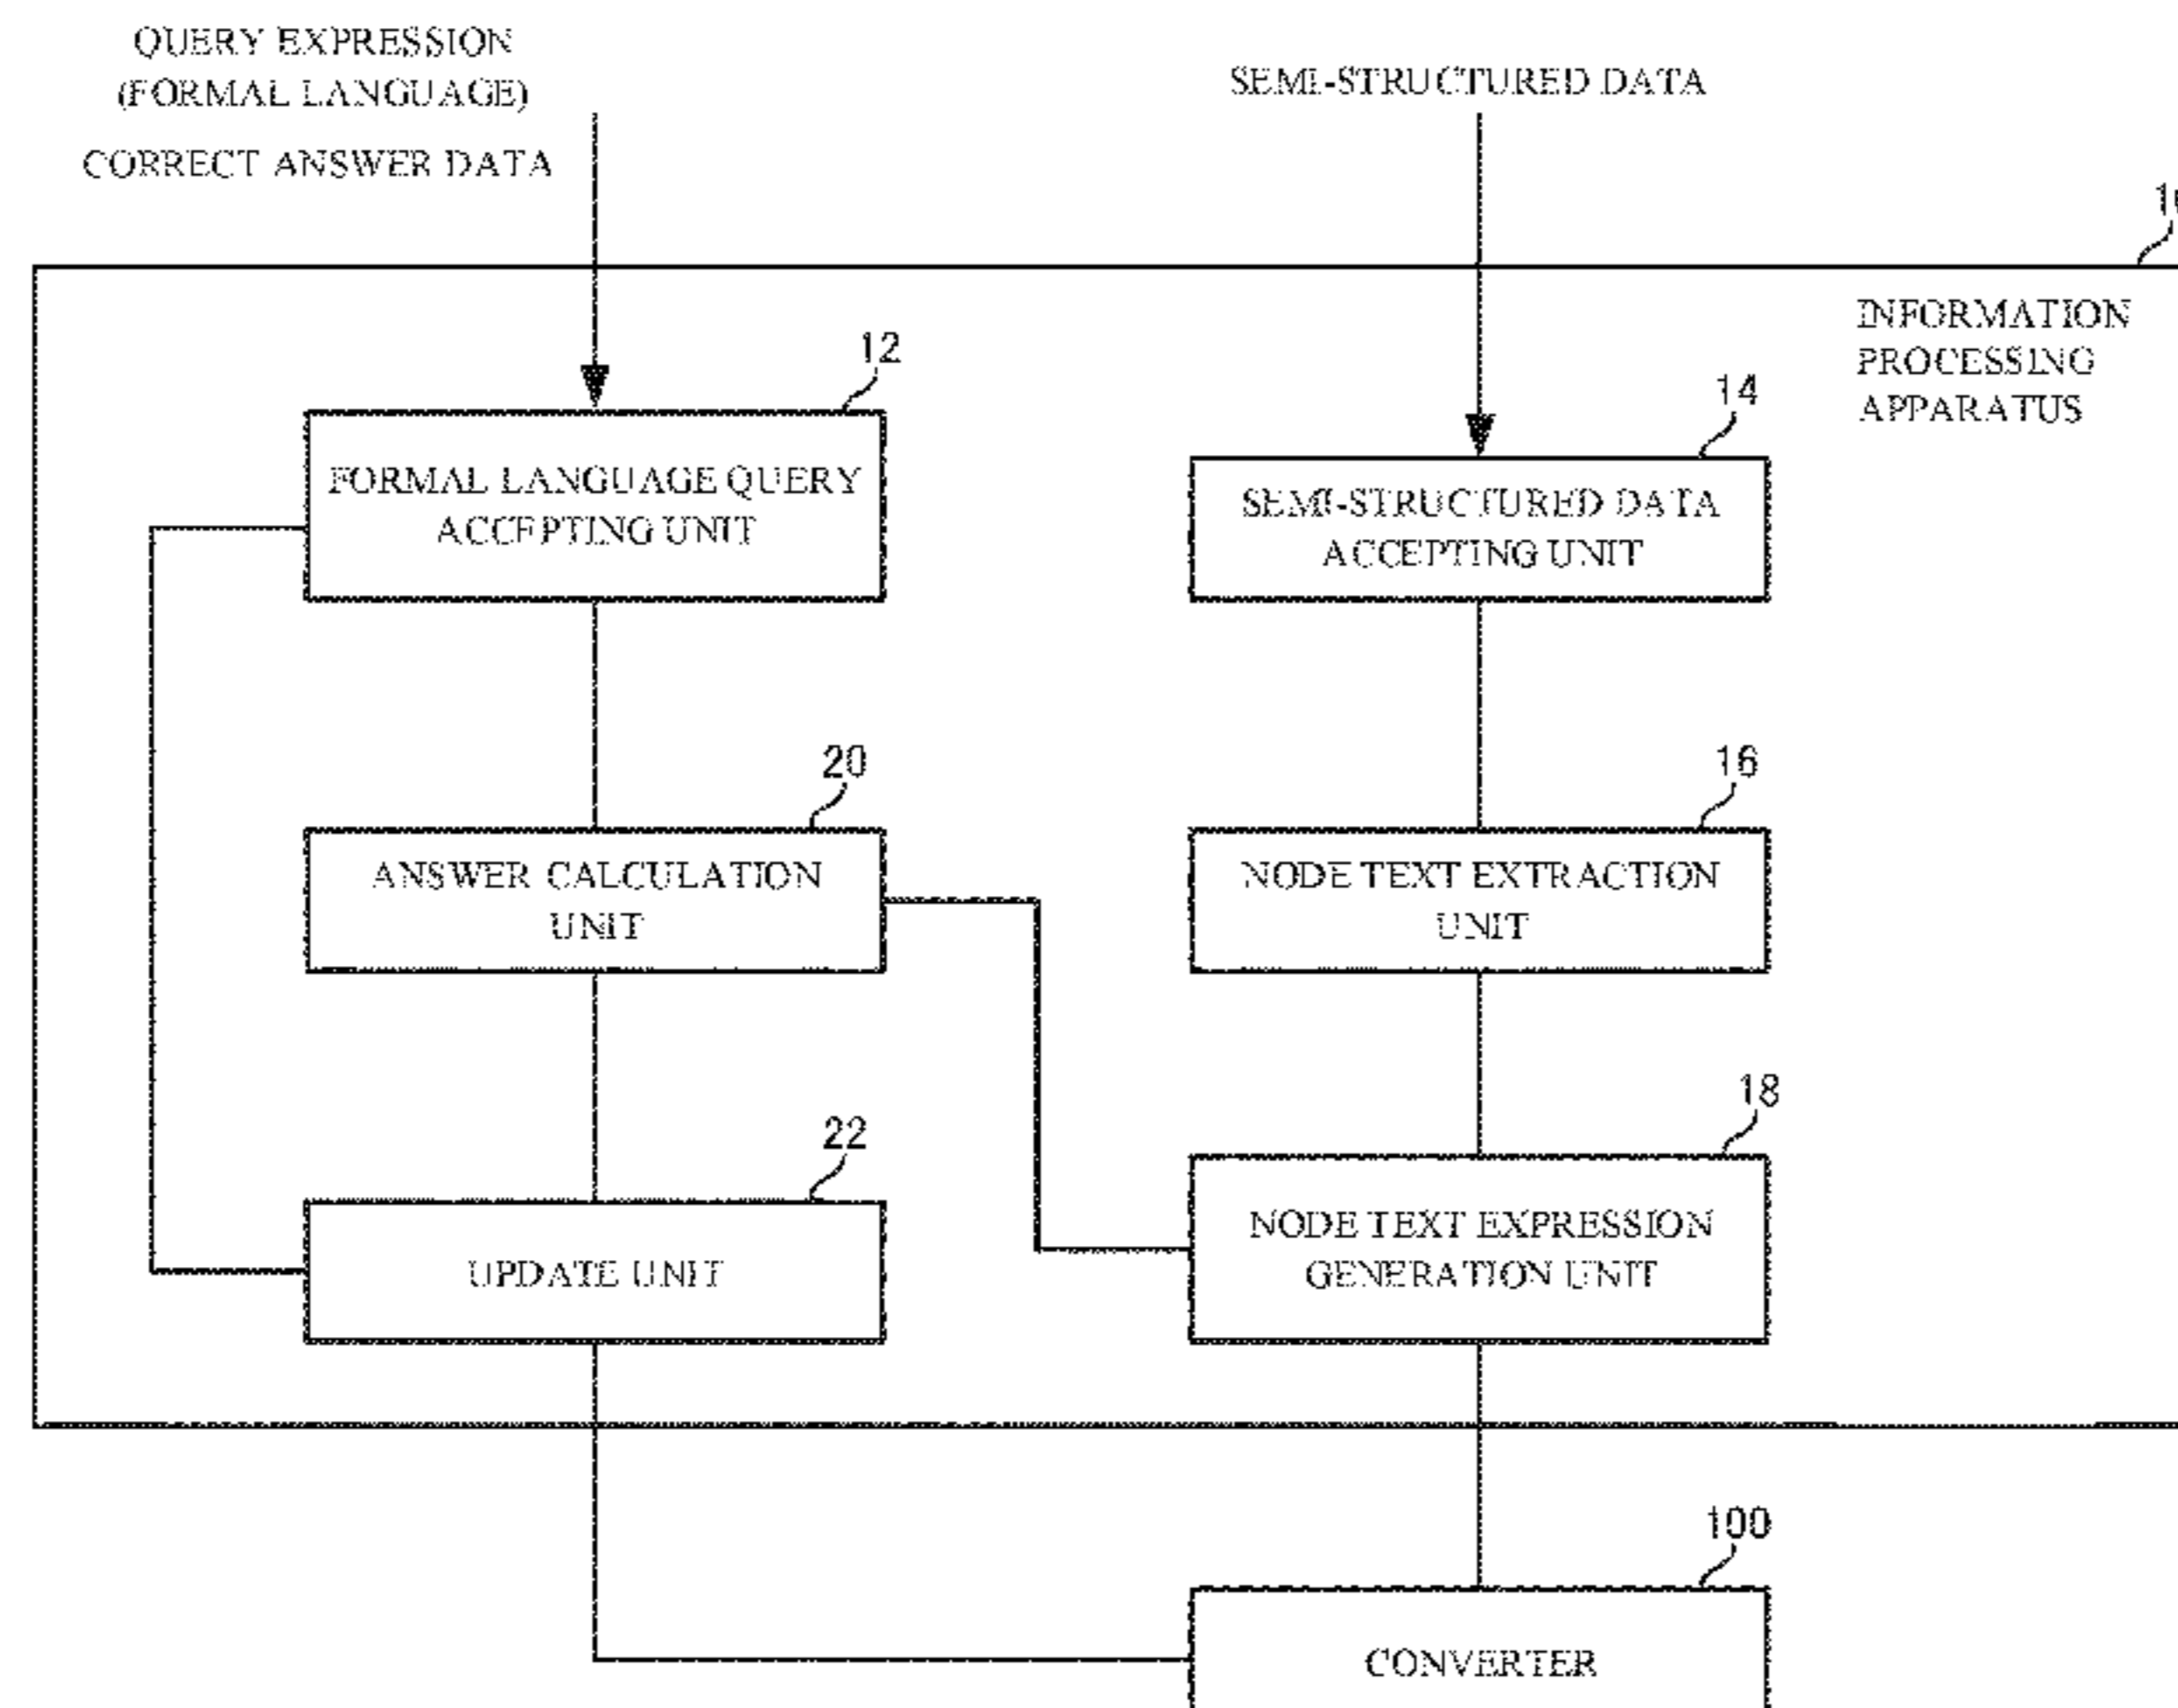 QUERY EXPRESSION
(FORMAL LANGUAGE)
CORRECT ANSWER DATA
SEMI-STRUCTURED DATA
INFORMATION
PROCESSING
APPARATUS
12
FORMAL LANGUAGE QUERY
ACCEPTING UNIT
14
SEMI-STRUCTURED DATA
ACCEPTING UNIT
20
ANSWER CALCULATION
UNIT
16
NODE TEXT EXTRACTION
UNIT
22
UPDATE UNIT
18
NODE TEXT EXPRESSION
GENERATION UNIT
100
CONVERTER